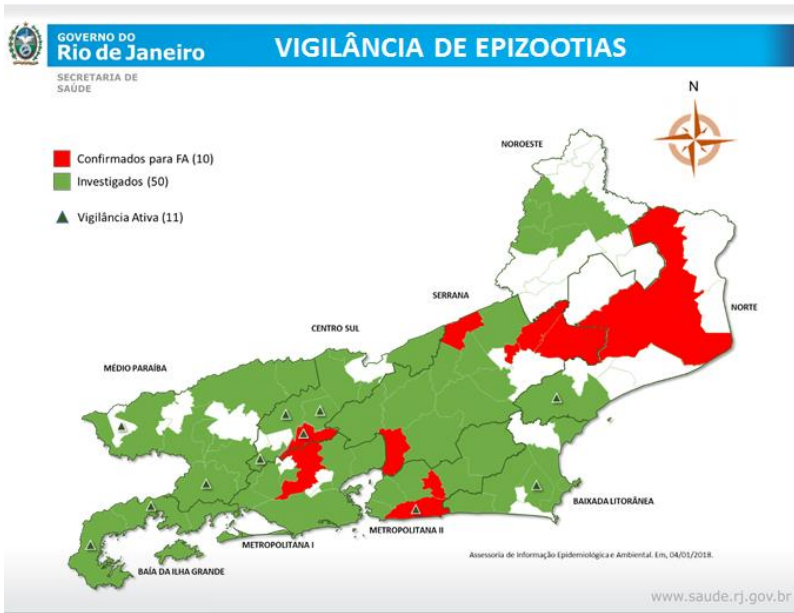 GOVERNO DO
Rio de Janeiro
SECRETARIA DE
SAÚDE
VIGILÂNCIA DE EPIZOOTIAS
N
Confirmados para FA (10)
Investigados (50)
Vigilância Ativa (11)
NOROESTE
NORTE
SERRANA
CENTRO SUL
MÉDIO PARAÍBA
BAIXADA LITORÂNEA
METROPOLITANA II
METROPOLITANA I
BAÍA DA ILHA GRANDE
Assessoria de Informação Epidemiológica e Ambiental. Em, 04/01/2018.
www.saude.rj.gov.br